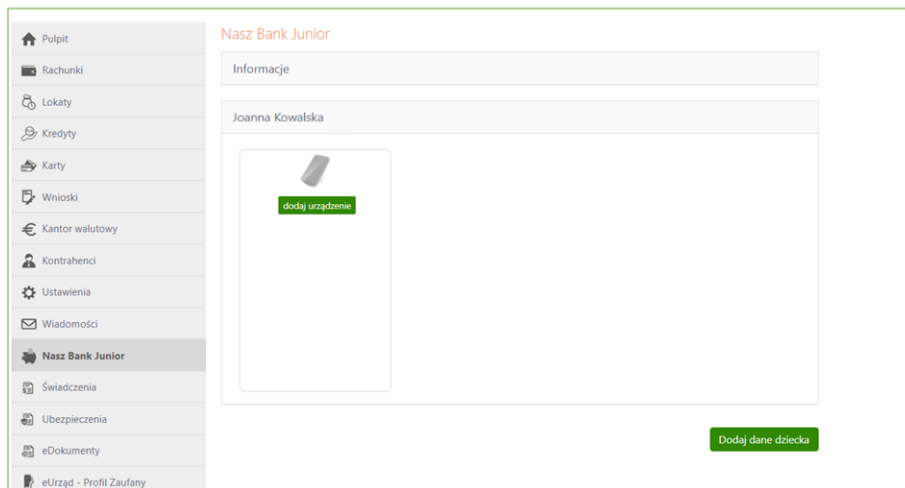 Pulpit
Rachunki
Lokaty
Kredyty
Karty
Wnioski
Kantor walutowy
Kontrahenci
Ustawienia
Wiadomości
Nasz Bank Junior
Świadczenia
Ubezpieczenia
eDokumenty
eUrząd - Profil Zaufany
Nasz Bank Junior
Informacje
Joanna Kowalska
dodaj urządzenie
Dodaj dane dziecka